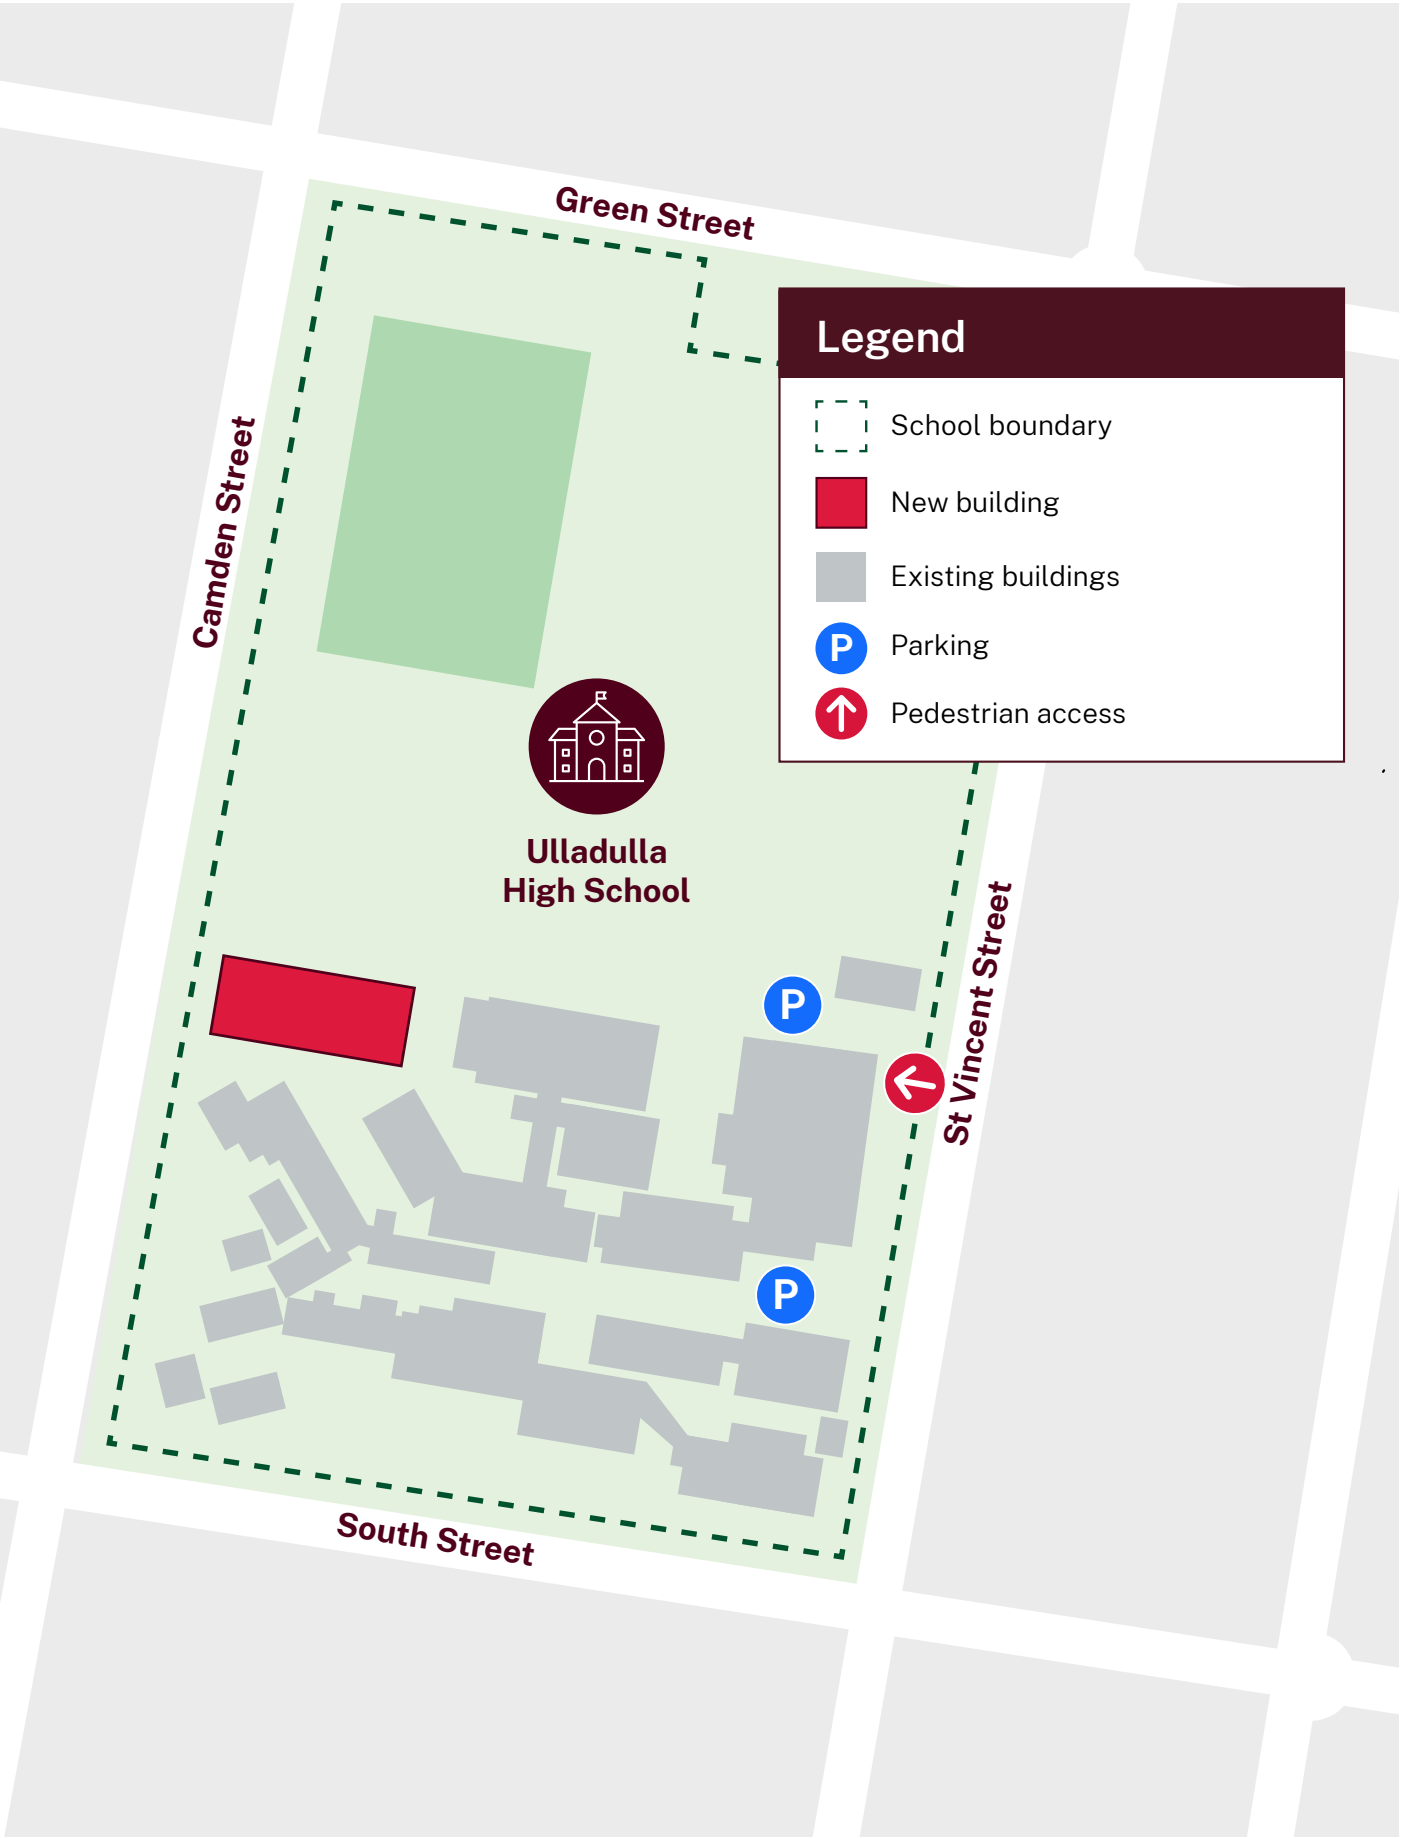 Green Street
Legend
School boundary
New building
Existing buildings
P
Parking
Pedestrian access
Camden Street
Ulladulla
High School
St Vincent Street
P
P
South Street